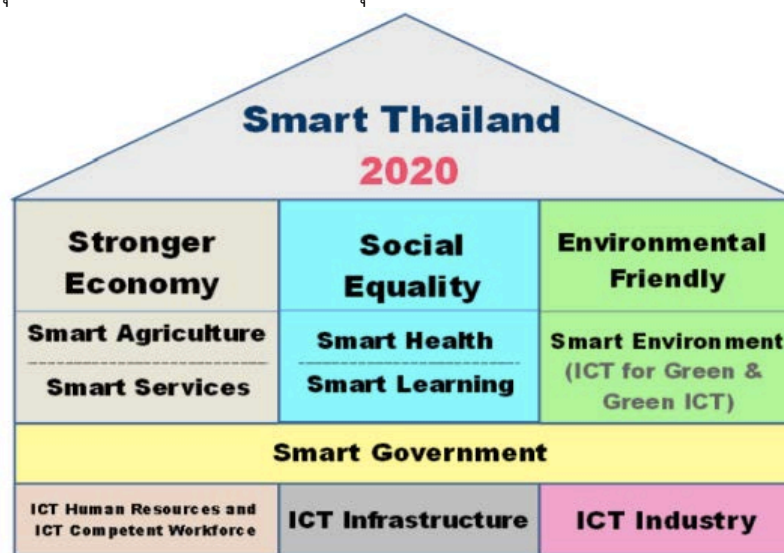 Smart Thailand
2020
Stronger
Economy
Social
Equality
Environmental
Friendly
Smart Agriculture
Smart Services
Smart Health
Smart Learning
Smart Environment
(ICT for Green &
Green ICT)
Smart Government
ICT Human Resources and
ICT Competent Workforce
ICT Infrastructure
ICT Industry